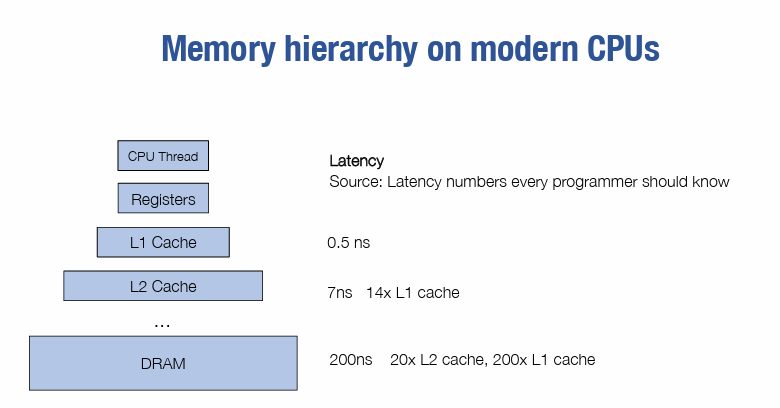 Memory hierarchy on modern CPUs
CPU Thread
Latency
Source: Latency numbers every programmer should know
Registers
L1 Cache
0.5 ns
L2 Cache
7ns 14x L1 cache
...
DRAM
200ns 20x L2 cache, 200x L1 cache